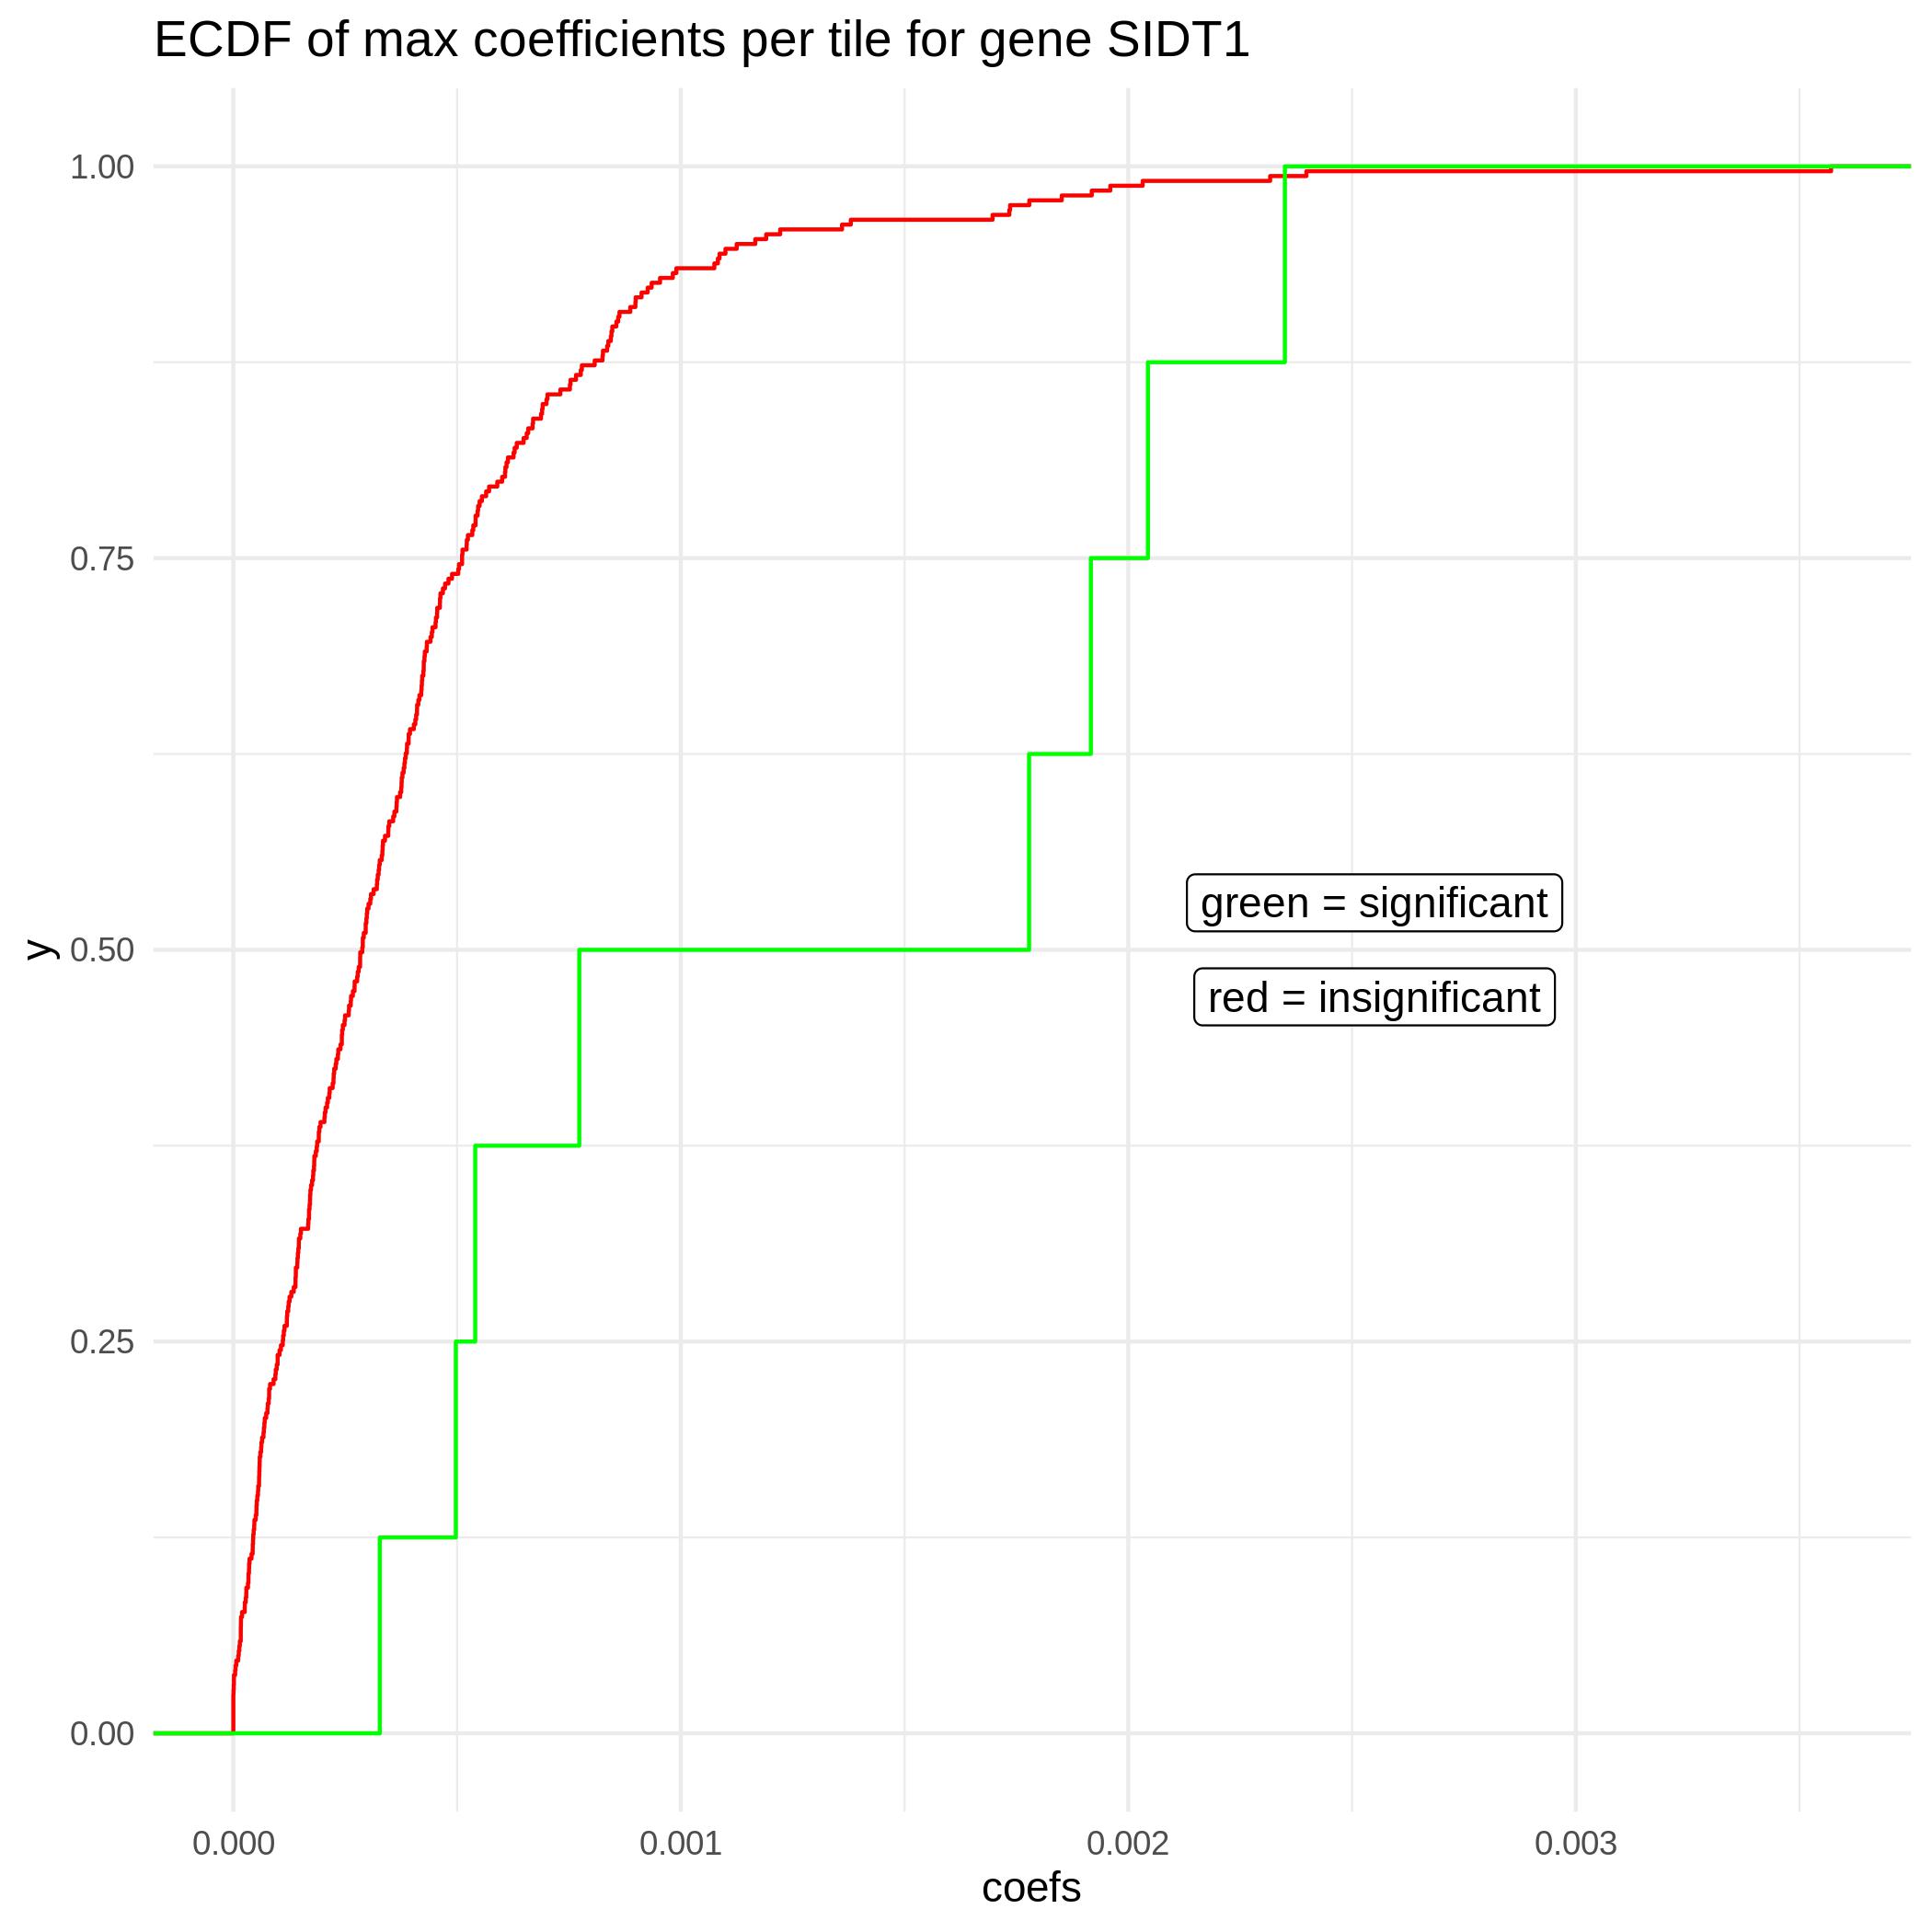 ECDF of max coefficients per tile for gene SIDT1
y
1.00
0.75
0.50
0.25
0.00
green = significant
red = insignificant
0.000
0.001
0.002
0.003
coefs